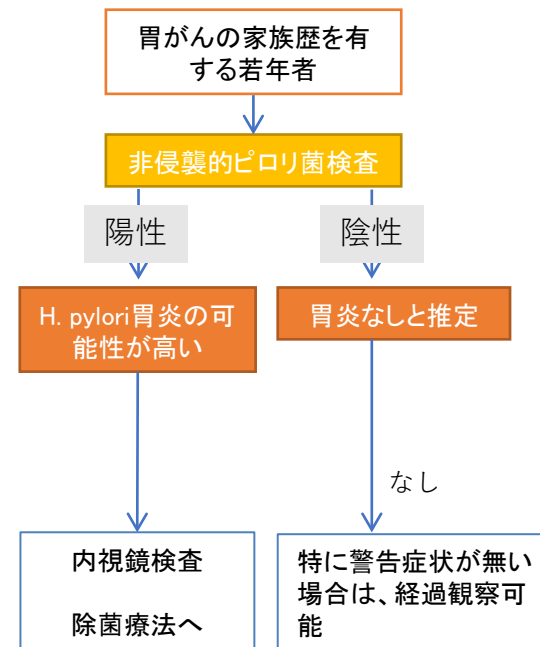 胃がんの家族歴を有
する若年者
非侵襲的ピロリ菌検査
陽性
陰性
H. pylori胃炎の可
能性が高い
胃炎なしと推定
なし
内視鏡検査
除菌療法へ
特に警告症状が無い
場合は、経過観察可
能